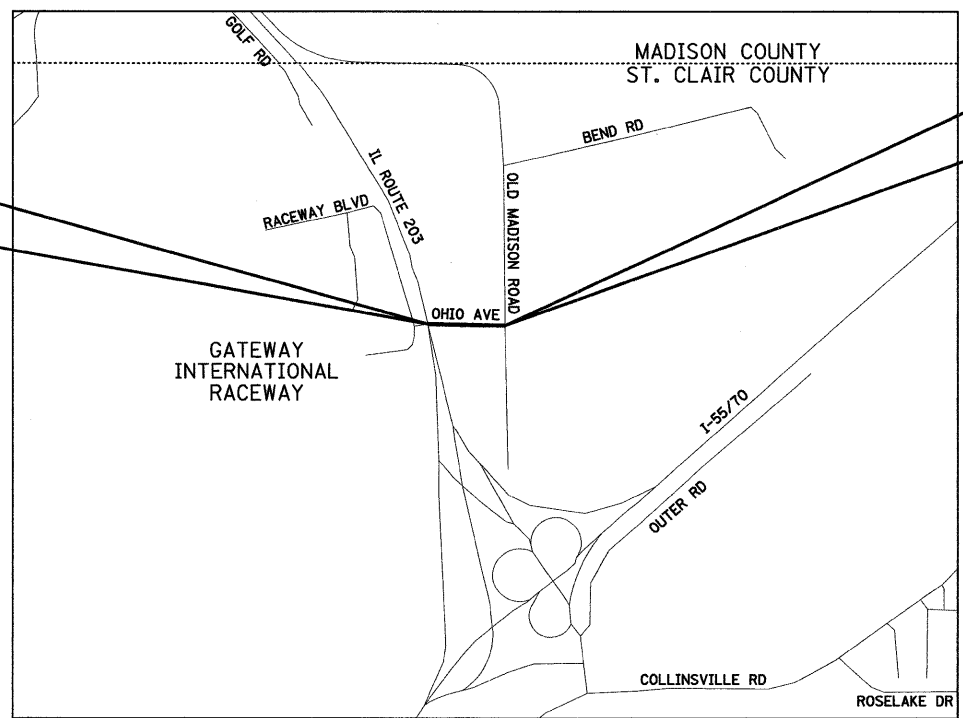 GOLF RD
MADISON COUNTY
ST. CLAIR COUNTY
BEND RD
IL ROUTE 203
OLD MADISON ROAD
RACEWAY BLVD
OHIO AVE
GATEWAY
INTERNATIONAL
RACEWAY
I-55/70
OUTER RD
COLLINSVILLE RD
ROSELAKE DR